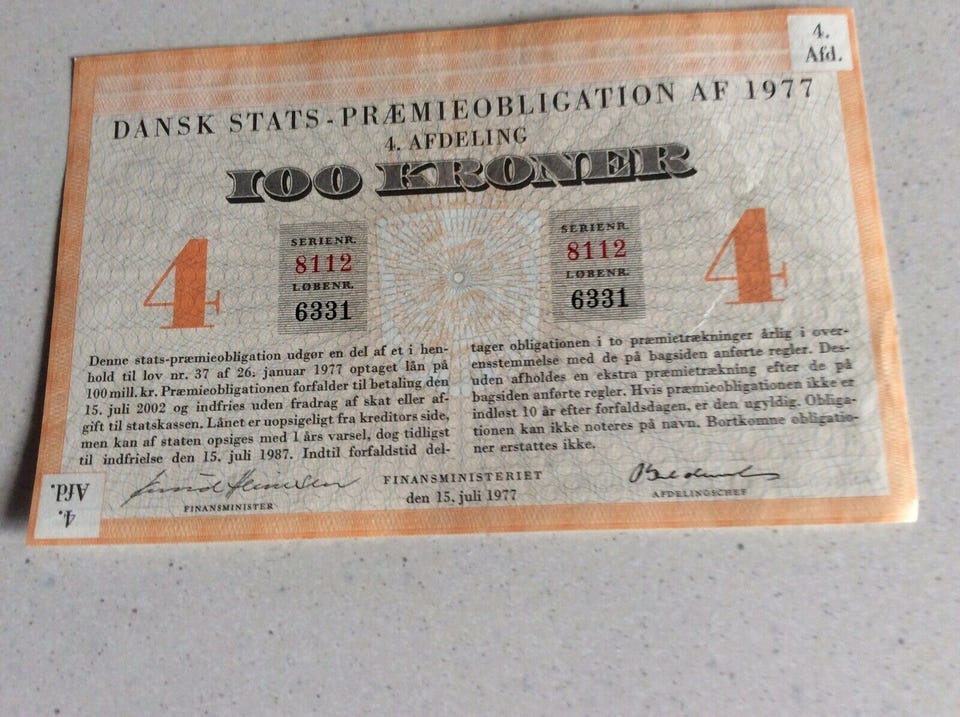 4.
Afd.
DANSK STATS-PRÆMIEOBLIGATION AF 1977
4. AFDELING
100 KRONER
4
SERIENR.
8112
LØBENR.
6331
SERIENR.
8112
LØBENR.
6331
4
Denne stats-præmieobligation udgør en del af et i hen-
hold til lov nr. 37 af 26. januar 1977 optaget lån på
100 mill. kr. Præmieobligationen forfalder til betaling den
15. juli 2002 og indfries uden fradrag af skat eller af-
gift til statskassen. Lånet er uopsigeligt fra kreditors side,
men kan af staten opsiges med 1 års varsel, dog tidligst
til indfrielse den 15. juli 1987. Indtil forfaldstid del-
tager obligationen i to præmietrækninger årlig i over-
ensstemmelse med de på bagsiden anførte regler. Des-
uden afholdes en ekstra præmietrækning efter de på
bagsiden anførte regler. Hvis præmieobligationen ikke er
indløst 10 år efter forfaldsdagen, er den ugyldig. Obliga-
tionen kan ikke noteres på navn. Bortkomne obligatio-
ner erstattes ikke.
FINANSMINISTER
FINANSMINISTERIET
den 15. juli 1977
AFDELINGSCHEF
4.
Afd.